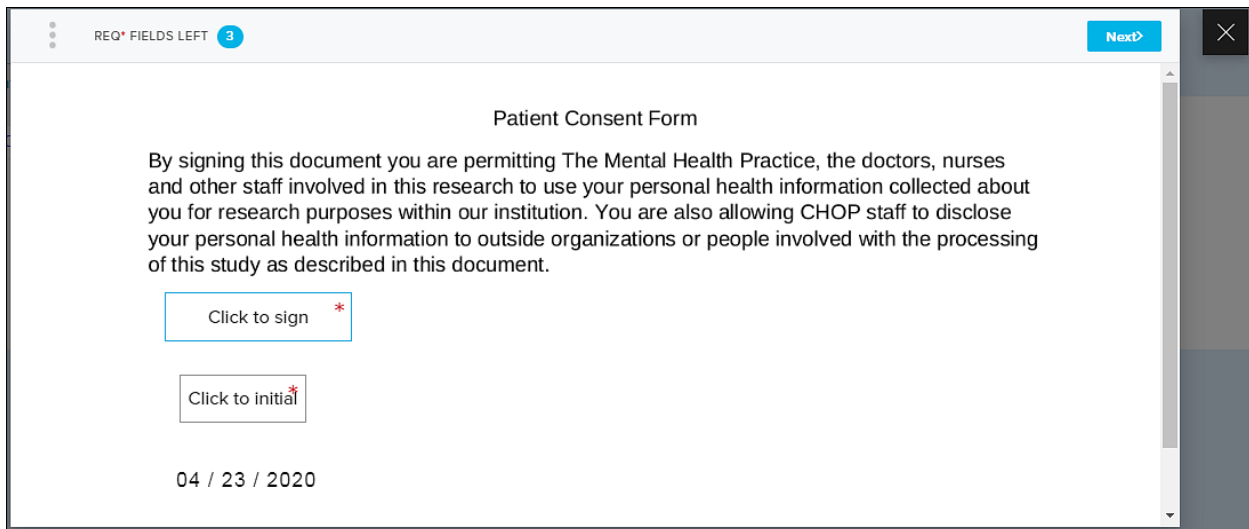 REQ* FIELDS LEFT 3
Next>
Patient Consent Form
By signing this document you are permitting The Mental Health Practice, the doctors, nurses
and other staff involved in this research to use your personal health information collected about
you for research purposes within our institution. You are also allowing CHOP staff to disclose
your personal health information to outside organizations or people involved with the processing
of this study as described in this document.
Click to sign *
Click to initial *
04 / 23 / 2020